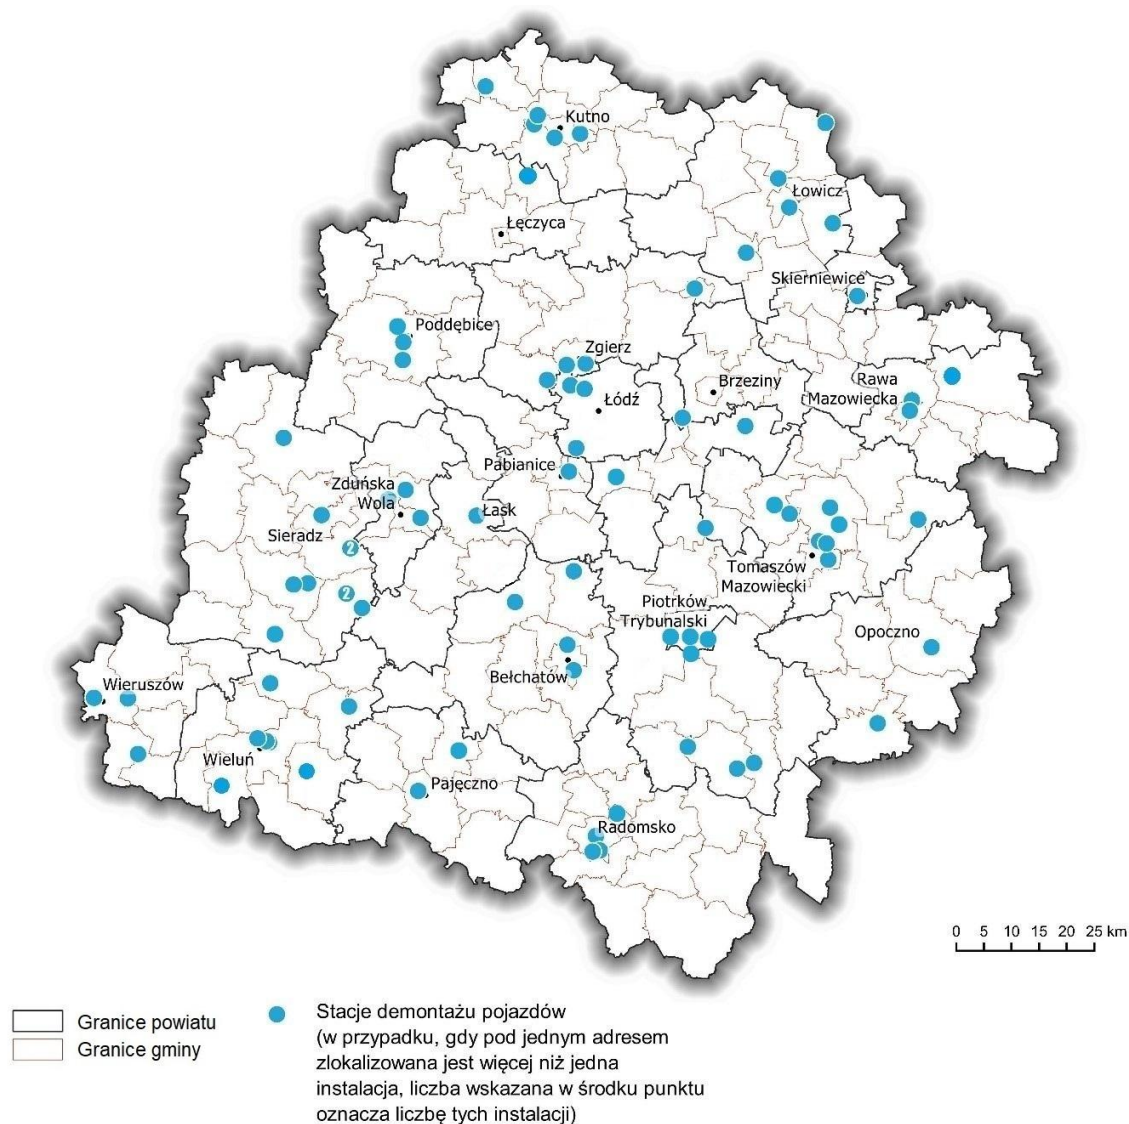 Kutno
Łowicz
Łęczyca
Skierniewice
Poddębice
Zgierz
Rawa
Mazowiecka
Brzeziny
Łódź
Pabianice
Zduńska
Wola
Łask
Sieradz
2
Tomaszów
Mazowiecki
2
Piotrków
Trybunalski
Opoczno
Bełchatów
Wieruszów
Wieluń
Pajęczno
Radomsko
0 5 10 15 20 25 km
Granice powiatu
Granice gminy
Stacje demontażu pojazdów
(w przypadku, gdy pod jednym adresem
zlokalizowana jest więcej niż jedna
instalacja, liczba wskazana w środku punktu
oznacza liczbę tych instalacji)